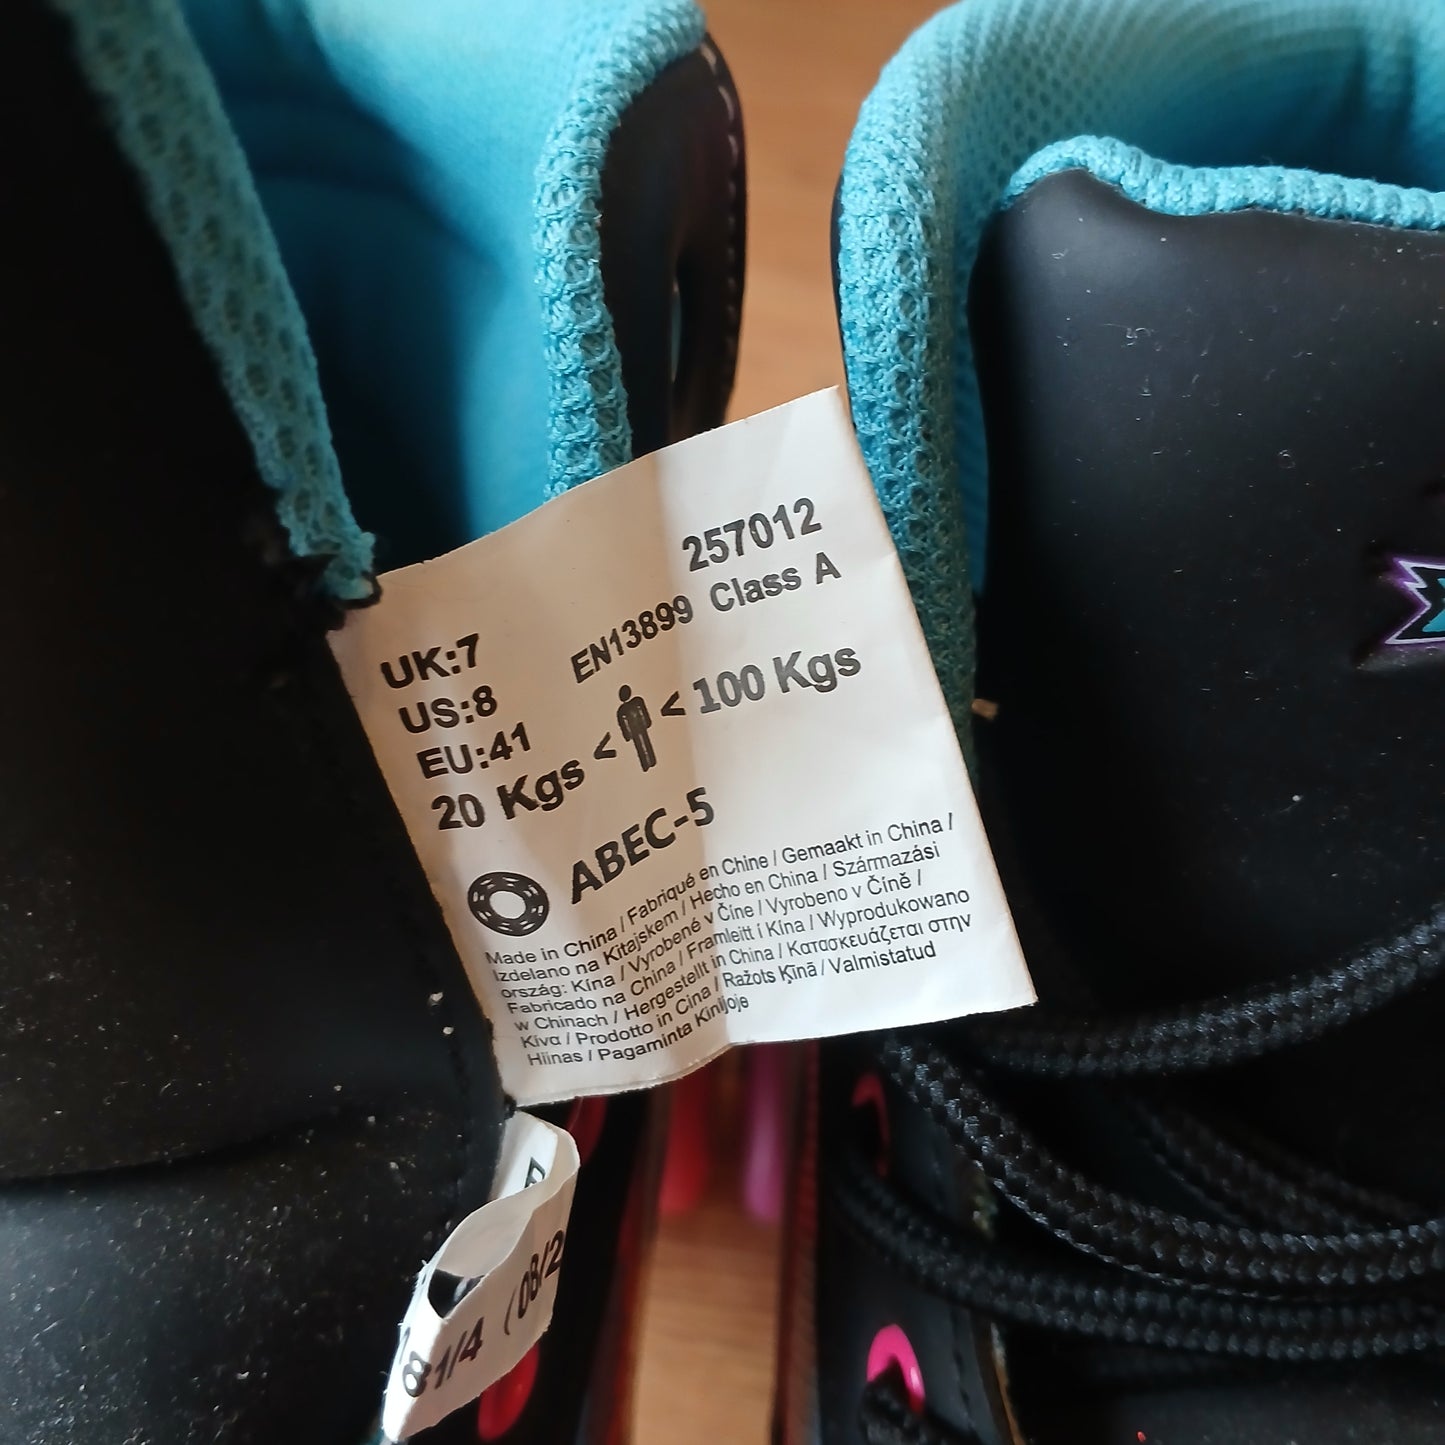 257012
EN13899 Class A
UK:7
US:8
EU:41
20 Kgs < < 100 Kgs
ABEC-5
Made in China / Fabriqué en Chine / Gemaakt in China /
Izdelano na Kitajskem / Hecho en China / Származási
ország: Kína / Vyrobené v Číne / Vyrobeno v Číně /
Fabricado na China / Framleitt í Kína / Wyprodukowano
w Chinach / Hergestellt in China / Κατασκευάζεται στην
Κίνα / Prodotto in Cina / Ražots Ķīnā / Valmistatud
Hiinas / Pagaminta Kinijoje
8 1/4 (08/2